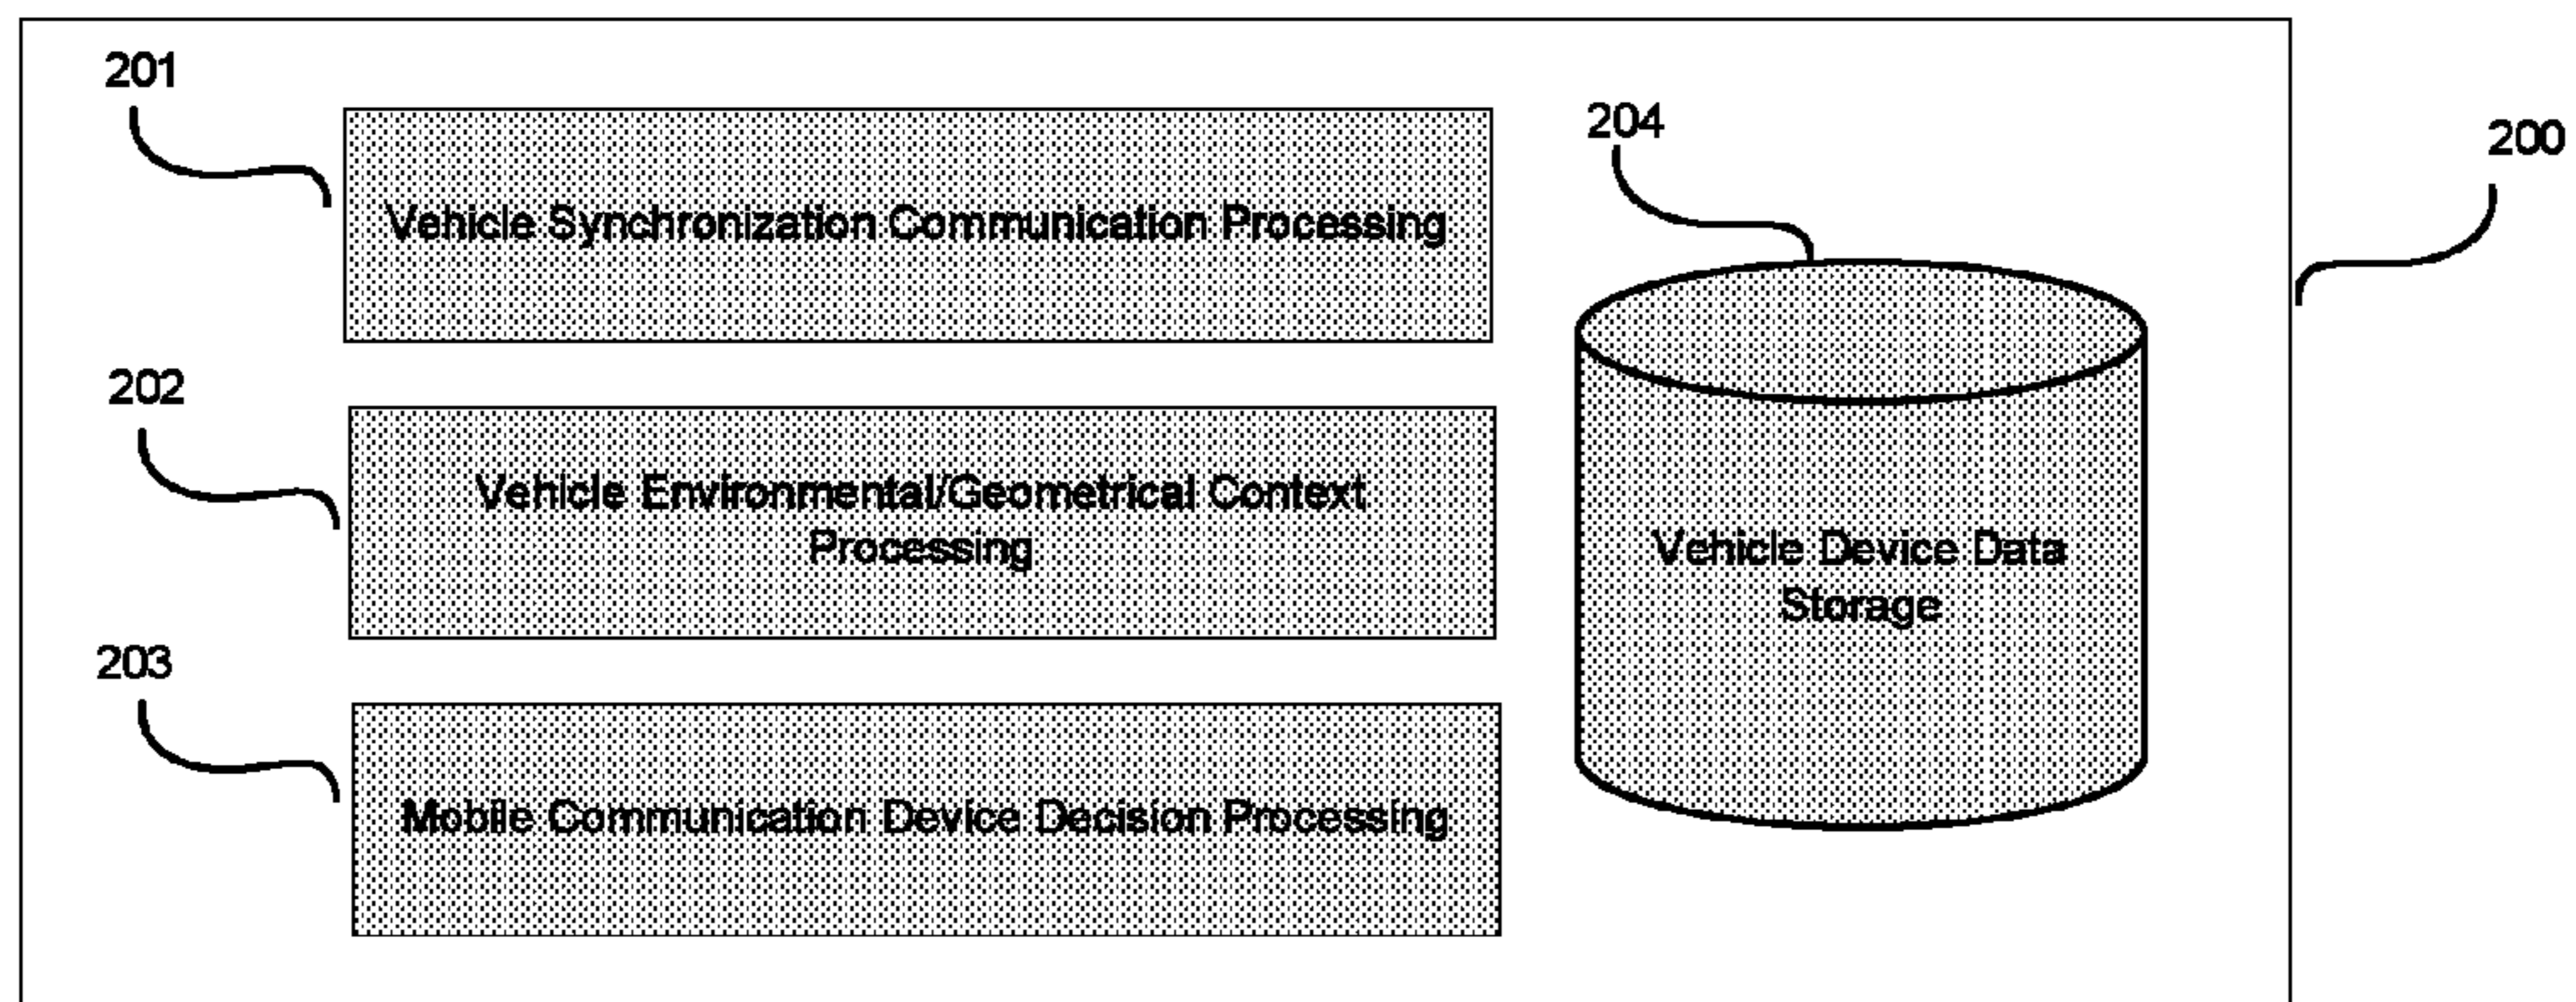 201
Vehicle Synchronization Communication Processing
204
200
202
Vehicle Environmental/Geometrical Context
Processing
Vehicle Device Data
Storage
203
Mobile Communication Device Decision Processing